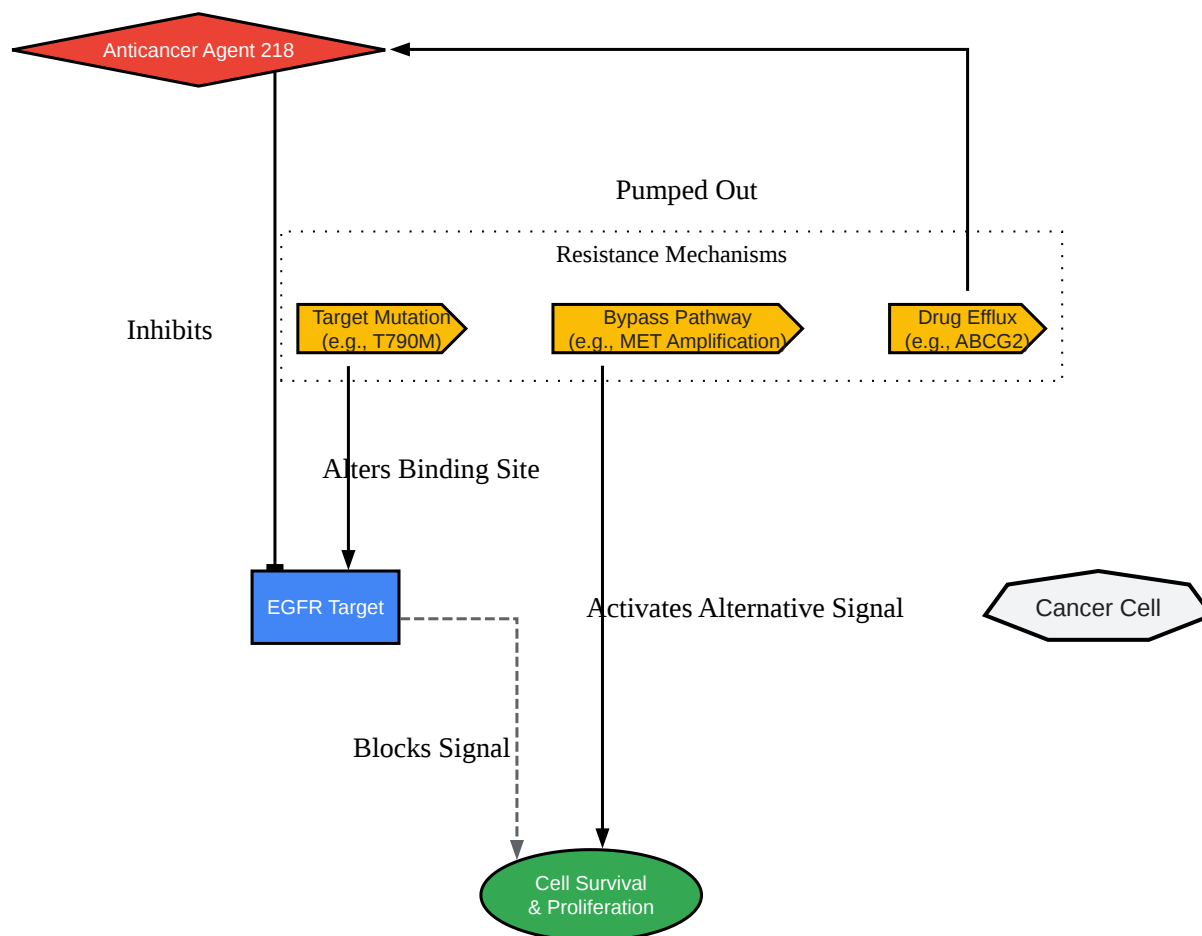 Anticancer Agent 218
Pumped Out
Resistance Mechanisms
Inhibits
Target Mutation
(e.g., T790M)
Bypass Pathway
(e.g., MET Amplification)
Drug Efflux
(e.g., ABCG2)
Alters Binding Site
EGFR Target
Activates Alternative Signal
Cancer Cell
Blocks Signal
Cell Survival
& Proliferation